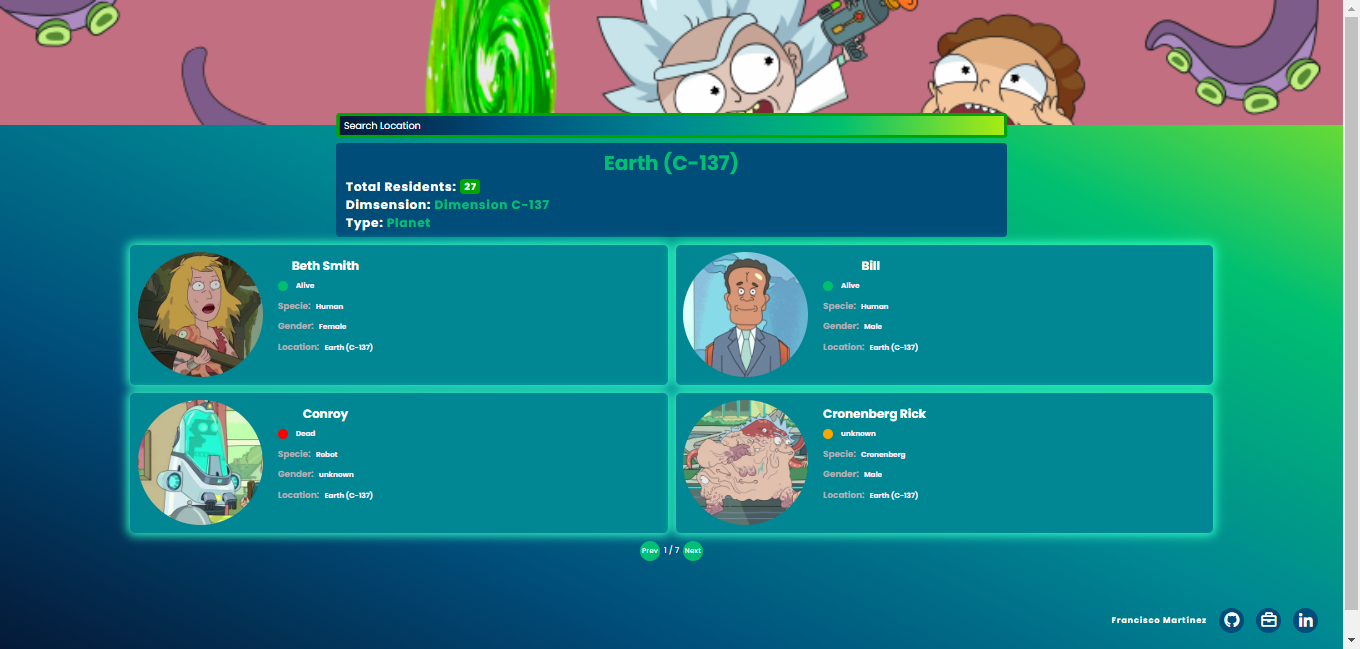 Search Location
Earth (C-137)
Total Residents: 27
Dimsension: Dimension C-137
Type: Planet
Beth Smith
Alive
Specie: Human
Gender: Female
Location: Earth (C-137)
Bill
Alive
Specie: Human
Gender: Male
Location: Earth (C-137)
Conroy
Dead
Specie: Robot
Gender: unknown
Location: Earth (C-137)
Cronenberg Rick
unknown
Specie: Cronenberg
Gender: Male
Location: Earth (C-137)
Prev 1 / 7 Next
Francisco Martínez in